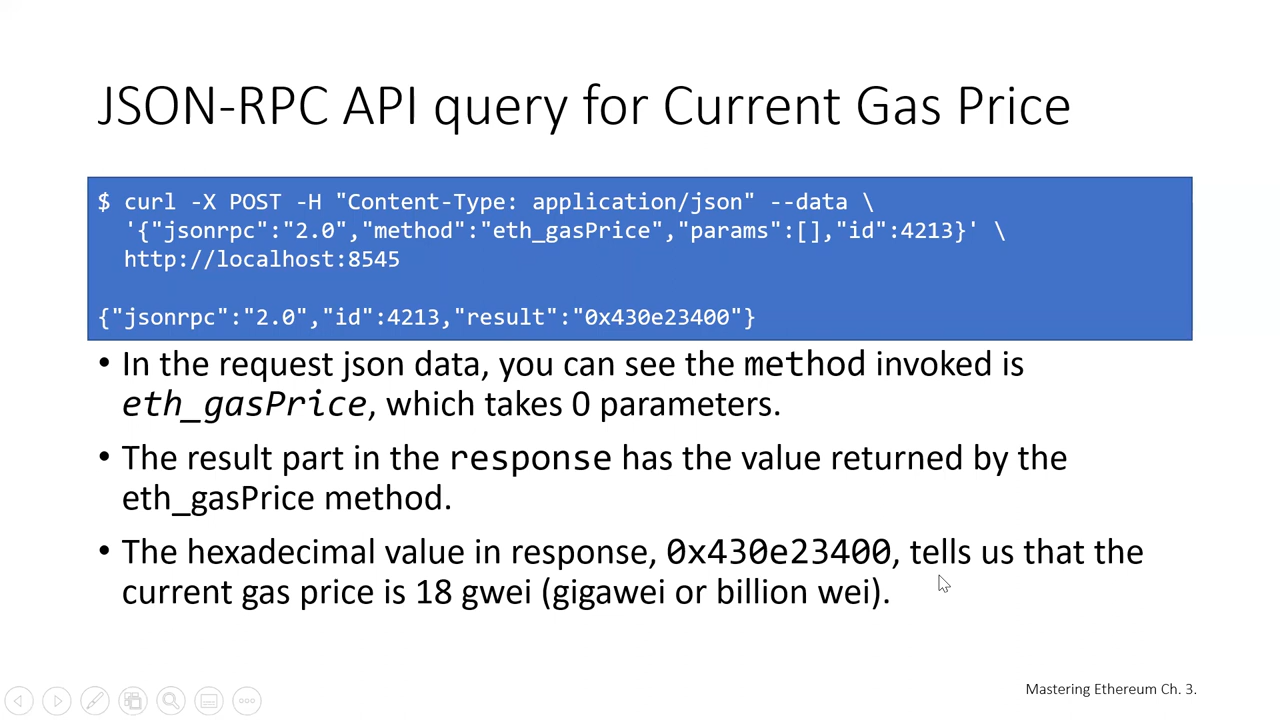 JSON-RPC API query for Current Gas Price
$ curl -X POST -H "Content-Type: application/json" --data \
'{"jsonrpc":"2.0","method":"eth_gasPrice","params":[],"id":4213}' \
http://localhost:8545
{"jsonrpc":"2.0","id":4213,"result":"0x430e23400"}
• In the request json data, you can see the method invoked is
eth_gasPrice, which takes 0 parameters.
• The result part in the response has the value returned by the
eth_gasPrice method.
• The hexadecimal value in response, 0x430e23400, tells us that the
current gas price is 18 gwei (gigawei or billion wei).
Mastering Ethereum Ch. 3.